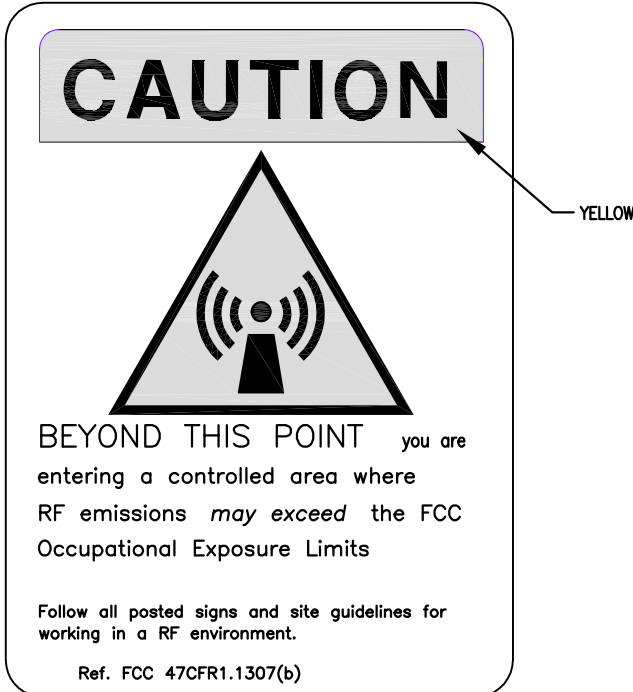 CAUTION
YELLOW
BEYOND THIS POINT you are
entering a controlled area where
RF emissions may exceed the FCC
Occupational Exposure Limits
Follow all posted signs and site guidelines for
working in a RF environment.
Ref. FCC 47CFR1.1307(b)